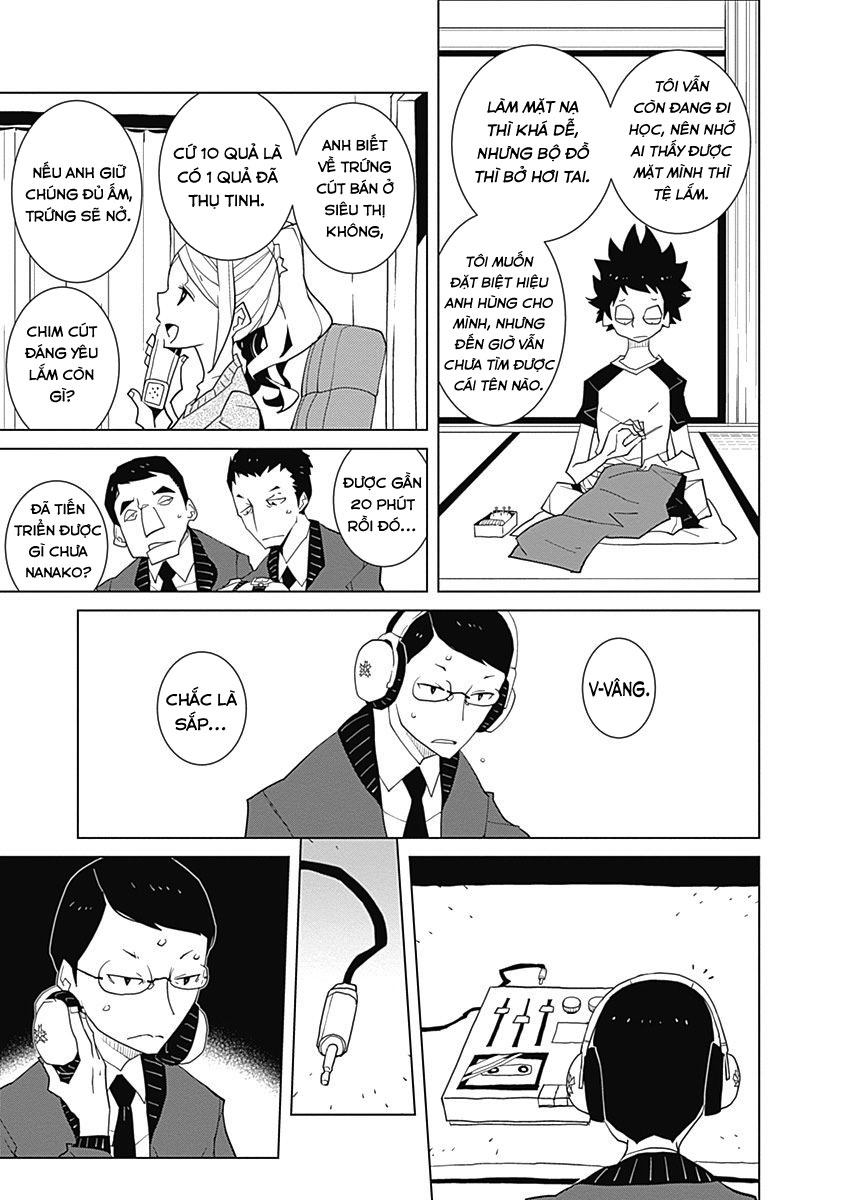 TÔI VẪN
CÒN ĐANG ĐI
HỌC, NÊN NHỠ
AI THẤY ĐƯỢC
MẶT MÌNH THÌ
TỆ LẮM.
LÀM MẶT NẠ
THÌ KHÁ DỄ,
NHƯNG BỘ ĐỒ
THÌ BỞ HƠI TAI.
TÔI MUỐN
ĐẶT BIỆT HIỆU
ANH HÙNG CHO
MÌNH, NHƯNG
ĐẾN GIỜ VẪN
CHƯA TÌM ĐƯỢC
CÁI TÊN NÀO.
ANH BIẾT
VỀ TRỨNG
CÚT BÁN Ở
SIÊU THỊ
KHÔNG,
CỨ 10 QUẢ LÀ
CÓ 1 QUẢ ĐÃ
THỤ TINH.
NẾU ANH GIỮ
CHÚNG ĐỦ ẤM,
TRỨNG SẼ NỞ.
CHIM CÚT
ĐÁNG YÊU
LẮM CÒN
GÌ?
ĐƯỢC GẦN
20 PHÚT
RỒI ĐÓ...
ĐÃ TIẾN
TRIỂN ĐƯỢC
GÌ CHƯA
NANAKO?
V-VÂNG.
CHẮC LÀ
SẮP...